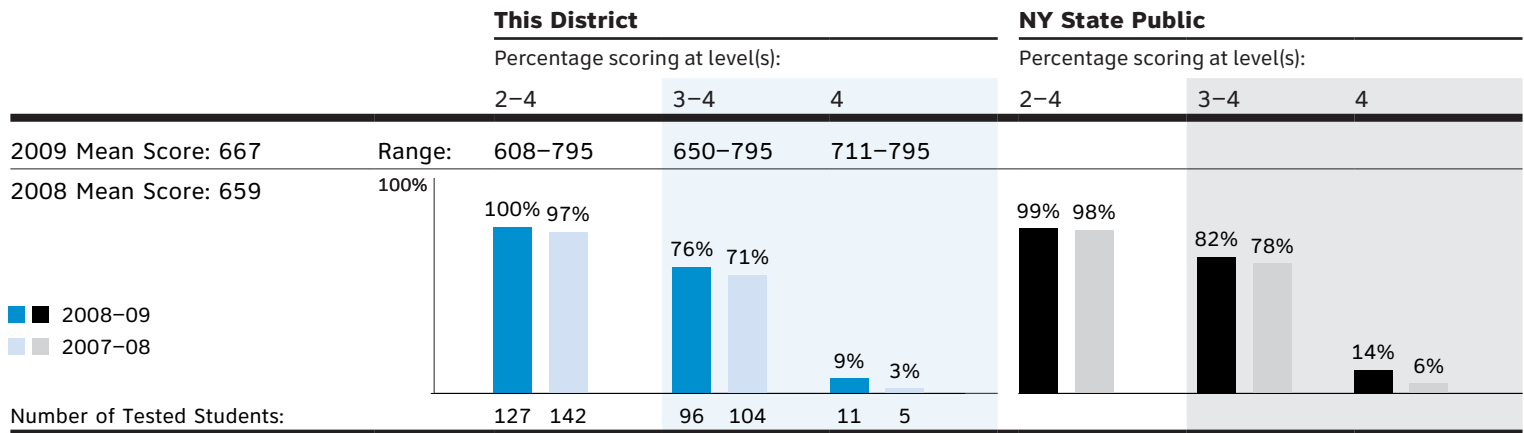 This District NY State Public
Percentage scoring at level(s): Percentage scoring at level(s):
2–4 3–4 4 2–4 3–4 4
2009 Mean Score: 667 Range: 608–795 650–795 711–795
2008 Mean Score: 659 100%
100% 97% 76% 71% 9% 3% 99% 98% 82% 78% 14% 6%
2008–09
2007–08
Number of Tested Students: 127 142 96 104 11 5